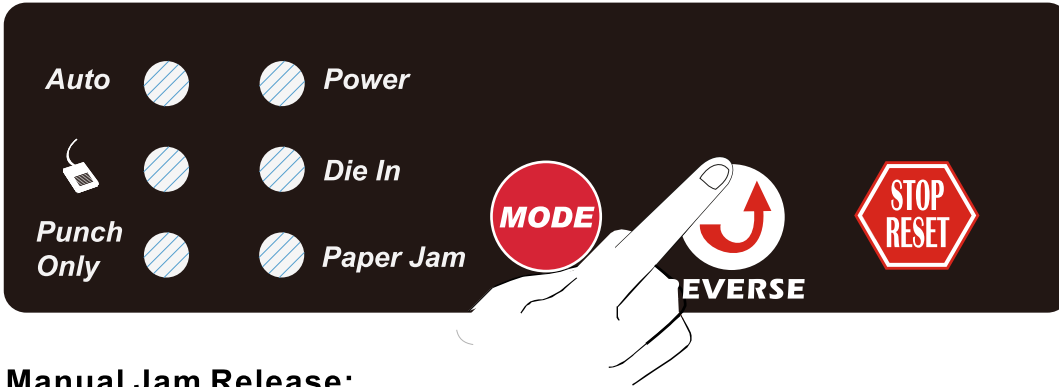 Auto
Power
Die In
Punch
Only
Paper Jam
MODE
EVERSE
STOP
RESET
Manual Jam Release: